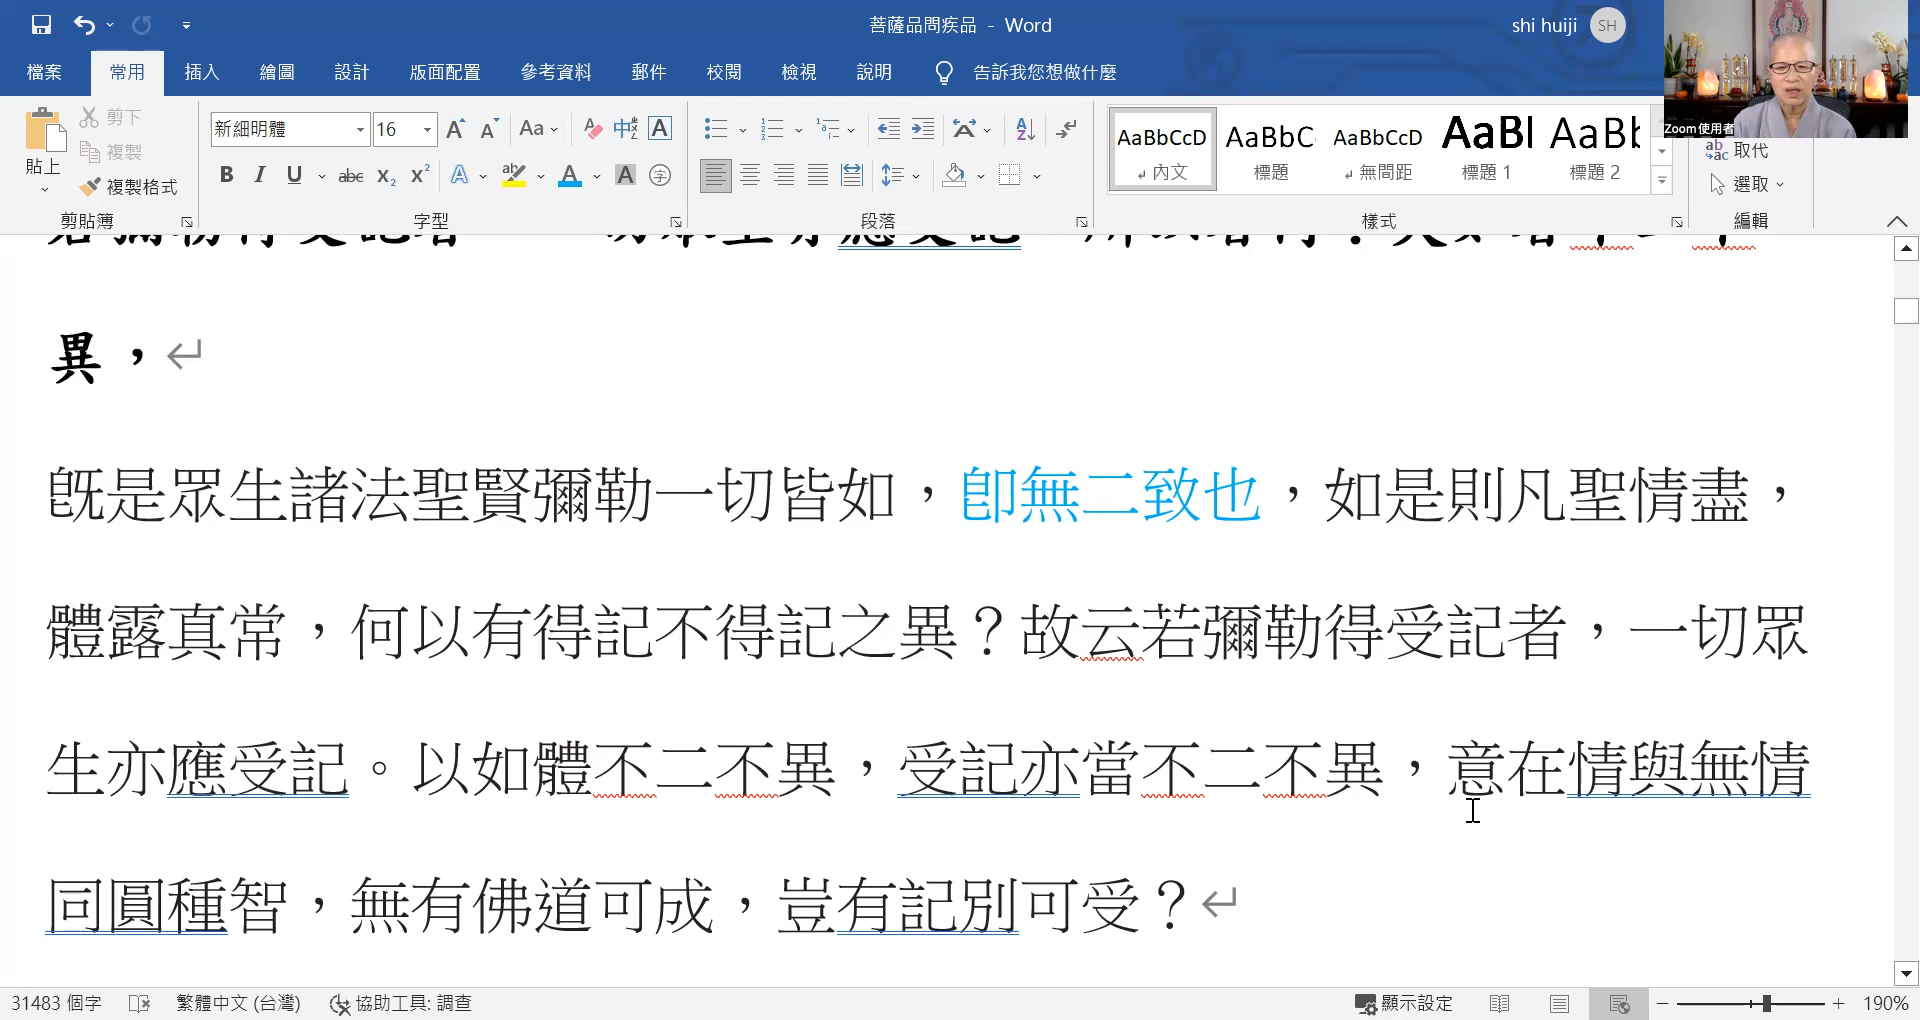 菩薩品問疾品 - Word
shi huiji SH
檔案 常用 插入 繪圖 設計 版面配置 參考資料 郵件 校閱 檢視 說明 告訴我您想做什麼
Zoom使用者
貼上 剪下 複製 複製格式
新細明體 16
AaBbCcD AaBbC AaBbCcD AaBl AaBb
內文 標題 無間距 標題 1 標題 2
取代
選取
剪貼簿 字型 段落 樣式 編輯
異，
既是眾生諸法聖賢彌勒一切皆如，卽無二致也，如是則凡聖情盡，
體露真常，何以有得記不得記之異？故云若彌勒得受記者，一切眾
生亦應受記。以如體不二不異，受記亦當不二不異，意在情與無情
同圓種智，無有佛道可成，豈有記別可受？
31483 個字 繁體中文 (台灣) 協助工具: 調查 顯示設定 190%